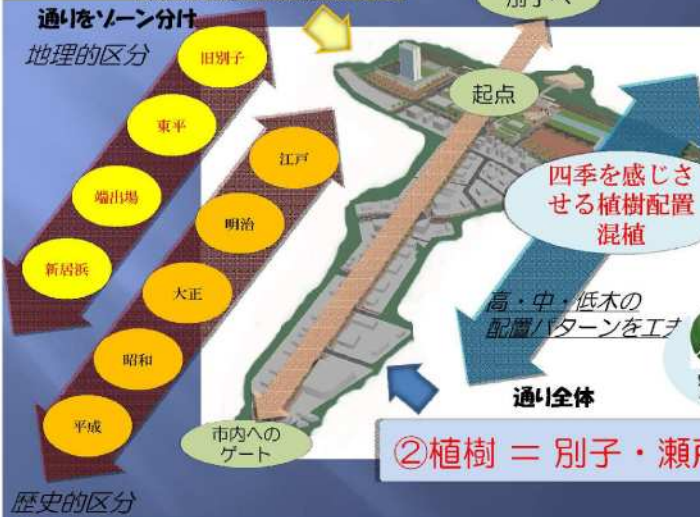 通りをゾーン分け
地理的区分
旧別子
東平
端出場
新居浜
江戸
明治
大正
昭和
平成
歴史的区分
起点
市内への
ゲート
四季を感じさ
せる植樹配置
混植
高・中・低木の
配置パターンを工
通り全体
②植樹 = 別子・瀬